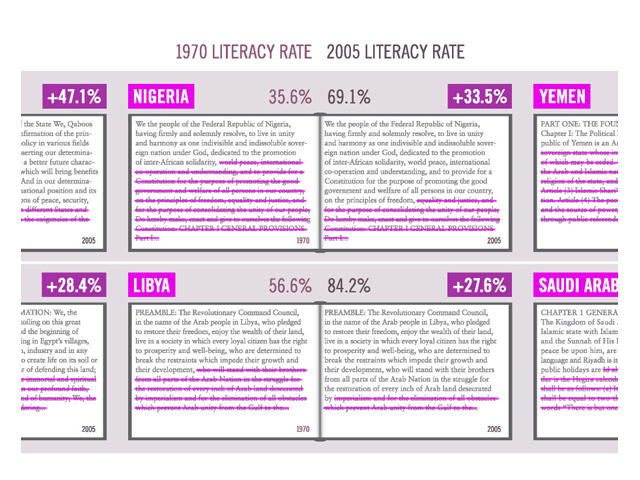 1970 LITERACY RATE 2005 LITERACY RATE
+47.1%
the State We, Qaboos
firmation of the prin-
policy in various fields
serting our determina-
a better future charac-
which will bring benefits
And in our determina-
national position and its
ons of peace, security,
different States and
the exigencies of the
2005
NIGERIA 35.6% 69.1% +33.5%
We the people of the Federal Republic of Nigeria,
having firmly and solemnly resolve, to live in unity
and harmony as one indivisible and indissoluble sover-
eign nation under God, dedicated to the promotion
of inter-African solidarity, world peace, international
co-operation and understanding, and to provide for a
Constitution for the purpose of promoting the good
government and welfare of all persons in our country,
on the principles of freedom, equality and justice, and
for the purpose of consolidating the unity of our people,
Do hereby make, enact and give to ourselves the following
Constitution: CHAPTER I GENERAL PROVISIONS
Part I...
1970
We the people of the Federal Republic of Nigeria,
having firmly and solemnly resolve, to live in unity
and harmony as one indivisible and indissoluble sover-
eign nation under God, dedicated to the promotion
of inter-African solidarity, world peace, international
co-operation and understanding, and to provide for a
Constitution for the purpose of promoting the good
government and welfare of all persons in our country,
on the principles of freedom, equality and justice, and
for the purpose of consolidating the unity of our people,
Do hereby make, enact and give to ourselves the following
Constitution: CHAPTER I GENERAL PROVISIONS
Part I...
2005
YEMEN
PART ONE: THE FOUN
Chapter I: The Political
public of Yemen is an A
sovereign state whose in
of which may be ceded.
the Arab and Islamic nat
religion of the state, and
Article (3) Islamic Shari'
tion. Article (4) The peo
and the source of power,
through public referendu
+28.4%
MATION: We, the
toiling on this great
d the beginning of
ing in Egypt's villages,
, industry and in any
o create life on its soil or
r of defending this land;
e immortal and spiritual
our profound faith,
nd of humanity; We, the
dering...
2005
LIBYA 56.6% 84.2% +27.6%
PREAMBLE: The Revolutionary Command Council,
in the name of the Arab people in Libya, who pledged
to restore their freedom, enjoy the wealth of their land,
live in a society in which every loyal citizen has the right
to prosperity and well-being, who are determined to
break the restraints which impede their growth and
their development, who will stand with their brothers
from all parts of the Arab Nation in the struggle for
the restoration of every inch of Arab land desecrated
by imperialism and for the elimination of all obstacles
which prevent Arab unity from the Gulf to the...
1970
PREAMBLE: The Revolutionary Command Council,
in the name of the Arab people in Libya, who pledged
to restore their freedom, enjoy the wealth of their land,
live in a society in which every loyal citizen has the right
to prosperity and well-being, who are determined to
break the restraints which impede their growth and
their development, who will stand with their brothers
from all parts of the Arab Nation in the struggle for
the restoration of every inch of Arab land desecrated
by imperialism and for the elimination of all obstacles
which prevent Arab unity from the Gulf to the...
2005
SAUDI ARAB
CHAPTER 1 GENERA
The Kingdom of Saudi
and the Sunnah of His
peace be upon him, are
language and Riyadh is it
public holidays are Id al
dar is the Hegira calenda
shall be as follows: (a) It
shall be equal to two-th
words "There is but one